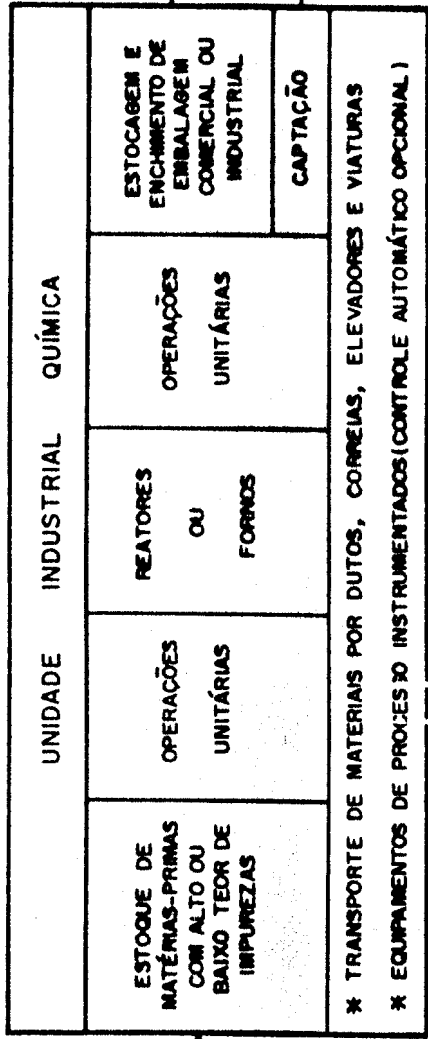 UNIDADE INDUSTRIAL QUÍMICA
ESTOQUE DE
MATÉRIAS-PRIMAS
COM ALTO OU
BAIXO TEOR DE
IMPUREZAS
OPERAÇÕES
UNITÁRIAS
REATORES
OU
FORNOS
OPERAÇÕES
UNITÁRIAS
ESTOCAGEM E
ENCHIMENTO DE
EMBALAGEM
COMERCIAL OU
INDUSTRIAL
CAPTAÇÃO
* TRANSPORTE DE MATERIAIS POR DUTOS, CORREIAS, ELEVADORES E VIATURAS
* EQUIPAMENTOS DE PROCESSO INSTRUMENTADOS (CONTROLE AUTOMÁTICO OPCIONAL)